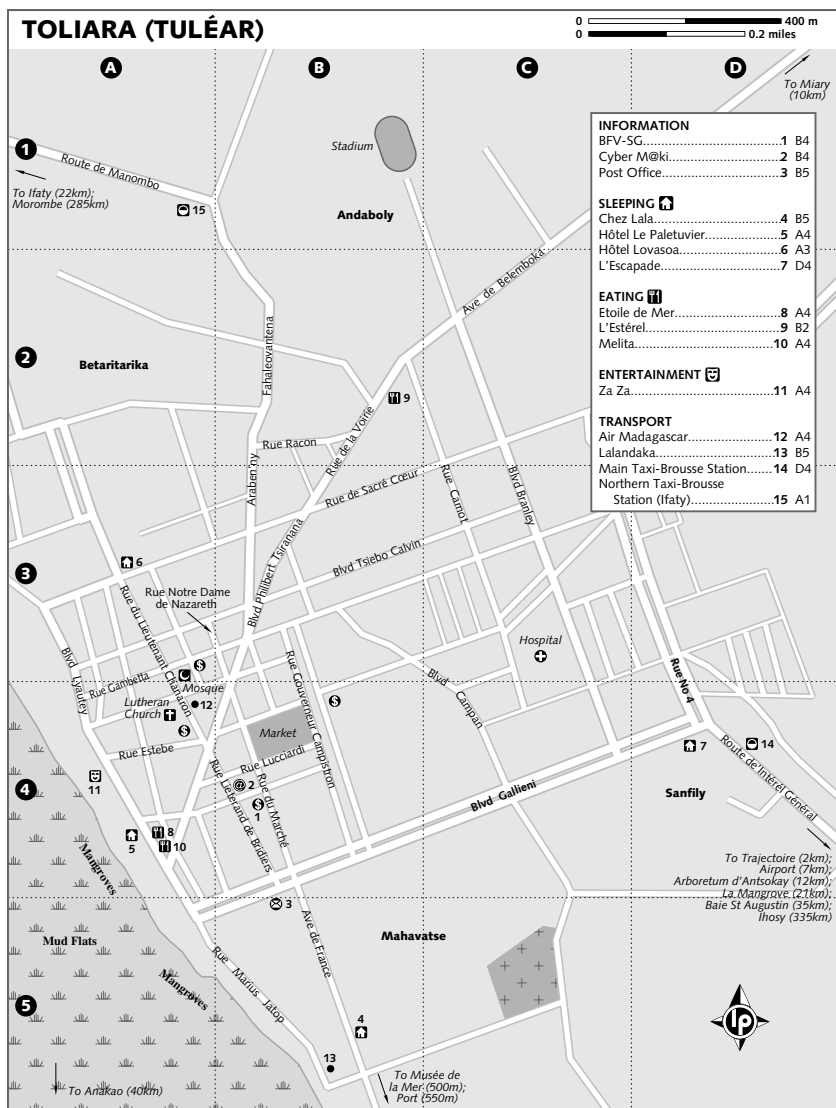 TOLIARA (TULÉAR)
0 400 m
0 0.2 miles
A
B
C
D
1
2
3
4
5
To Miary
(10km)
INFORMATION
BFV-SG 1 B4
Cyber M@ki 2 B4
Post Office 3 B5
SLEEPING
Chez Lala 4 B5
Hôtel Le Paletuvier 5 A4
Hôtel Lovasoa 6 A3
L'Escapade 7 D4
EATING
Etoile de Mer 8 A4
L'Estérel 9 B2
Melita 10 A4
ENTERTAINMENT
Za Za 11 A4
TRANSPORT
Air Madagascar 12 A4
Lalandaka 13 B5
Main Taxi-Brousse Station 14 D4
Northern Taxi-Brousse
Station (Ifaty) 15 A1
Stadium
Route de Manombo
To Ifaty (22km);
Morombe (285km)
15
Andaboly
Ave de Belemboka
Betaritarika
Fahaleovantena
Araben'ny
9
Rue de la Voirie
Rue Racon
Rue de Sacré Cœur
Rue Carnot
Blvd Branley
Blvd Tsiebo Calvin
Blvd Philibert Tsiranana
6
Rue Notre Dame
de Nazareth
Rue du Lieutenant Chanaron
Blvd Lyautey
Rue Gambetta
$
Mosque
Lutheran
Church
12
$
Rue Estebe
Rue Gouverneur Campistron
$
Hospital
Blvd Campan
Rue No 4
Market
Rue Lucciardi
@ 2
$
1
Rue du Marché
Rue Lieterand de Bridiers
11
5
8
10
Blvd Gallieni
7
14
Sanfily
Route de Intérêl Général
To Trajectoire (2km);
Airport (7km);
Arboretum d'Antsokay (12km);
La Mangrove (21km);
Baie St Augustin (35km);
Ihosy (335km)
Mangroves
Mud Flats
Mangroves
3
Ave de France
Mahavatse
Rue Marius Jatop
4
13
To Musée de
la Mer (500m);
Port (550m)
To Anakao (40km)
lp